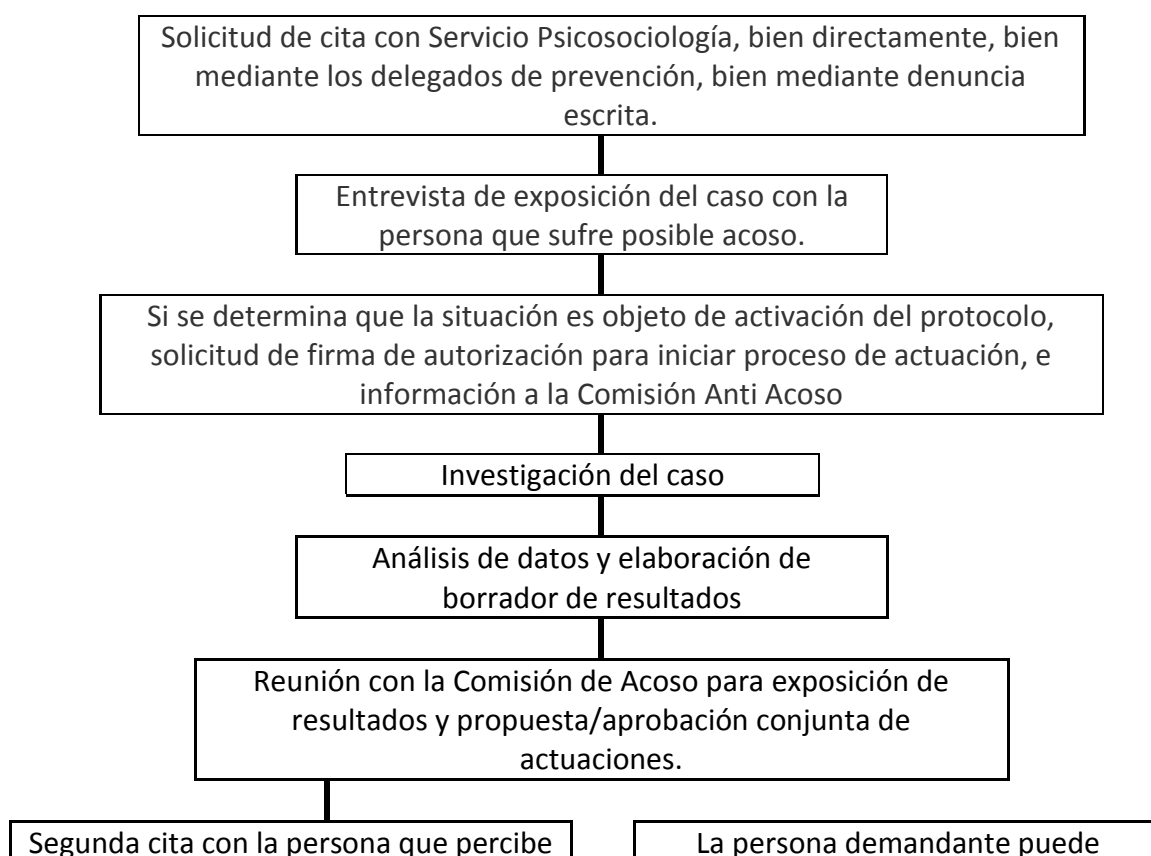 Solicitud de cita con Servicio Psicosociología, bien directamente, bien
mediante los delegados de prevención, bien mediante denuncia
escrita.
Entrevista de exposición del caso con la
persona que sufre posible acoso.
Si se determina que la situación es objeto de activación del protocolo,
solicitud de firma de autorización para iniciar proceso de actuación, e
información a la Comisión Anti Acoso
Investigación del caso
Análisis de datos y elaboración de
borrador de resultados
Reunión con la Comisión de Acoso para exposición de
resultados y propuesta/aprobación conjunta de
actuaciones.
Segunda cita con la persona que percibe
La persona demandante puede